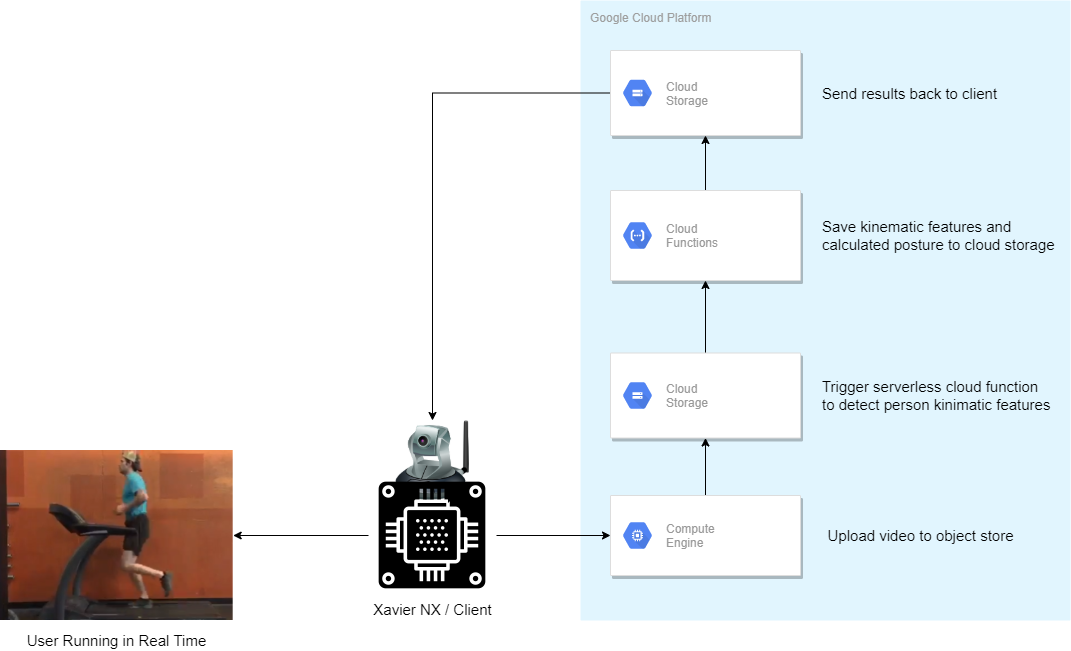 Google Cloud Platform
Cloud
Storage
Send results back to client
Cloud
Functions
Save kinematic features and
calculated posture to cloud storage
Cloud
Storage
Trigger serverless cloud function
to detect person kinimatic features
Compute
Engine
Upload video to object store
Xavier NX / Client
User Running in Real Time